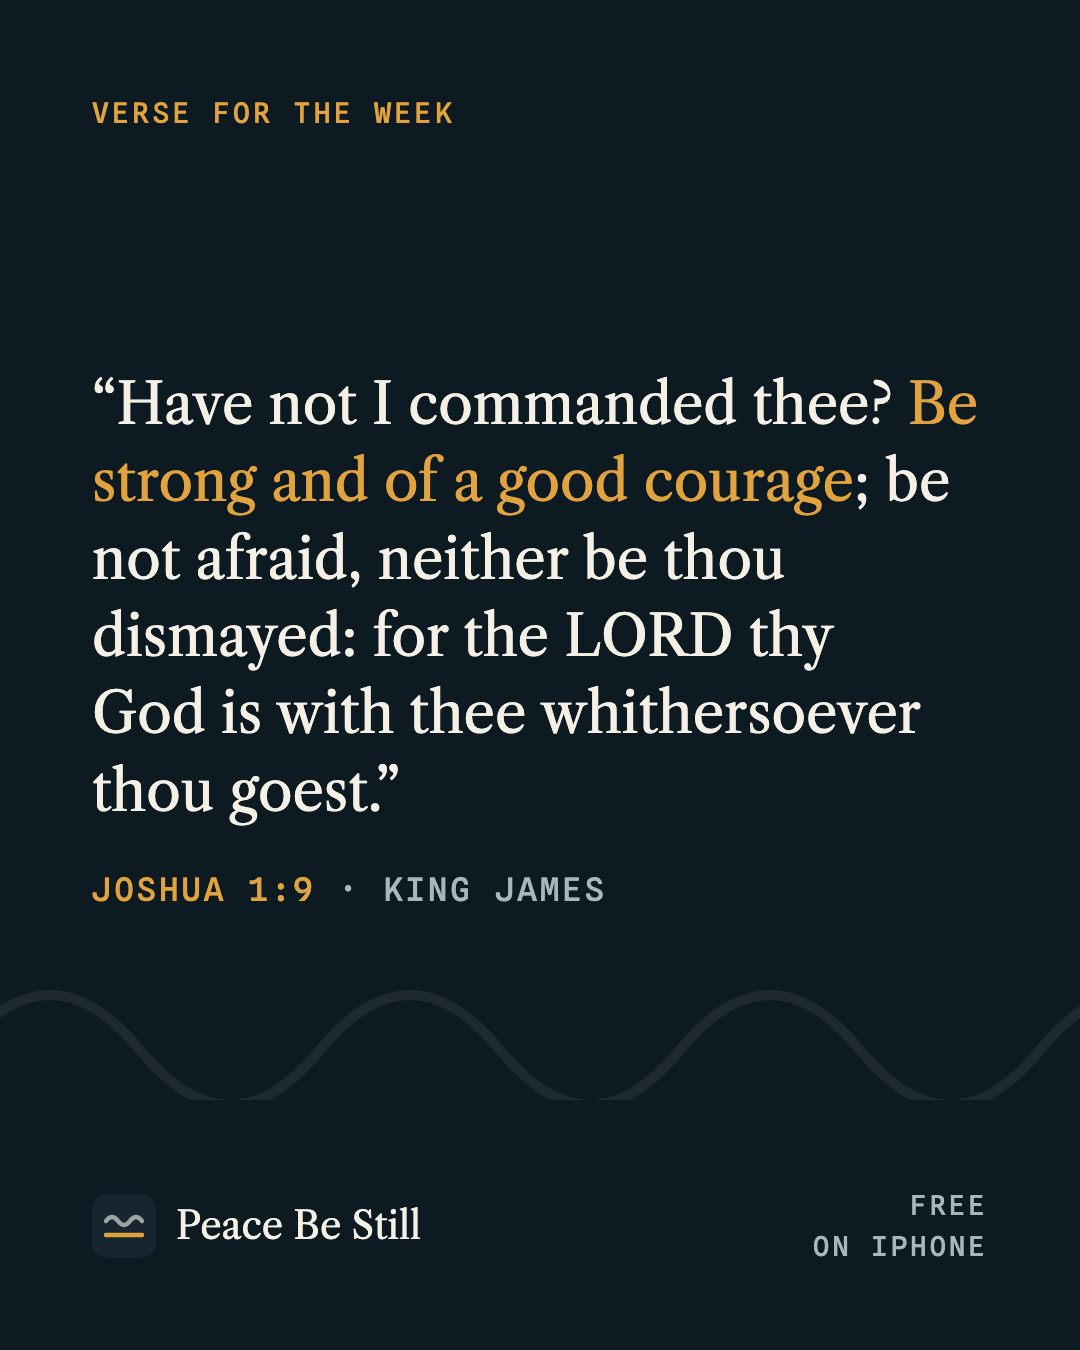 VERSE FOR THE WEEK
“Have not I commanded thee? Be
strong and of a good courage; be
not afraid, neither be thou
dismayed: for the LORD thy
God is with thee whithersoever
thou goest.”
JOSHUA 1:9 · KING JAMES
Peace Be Still
FREE
ON IPHONE